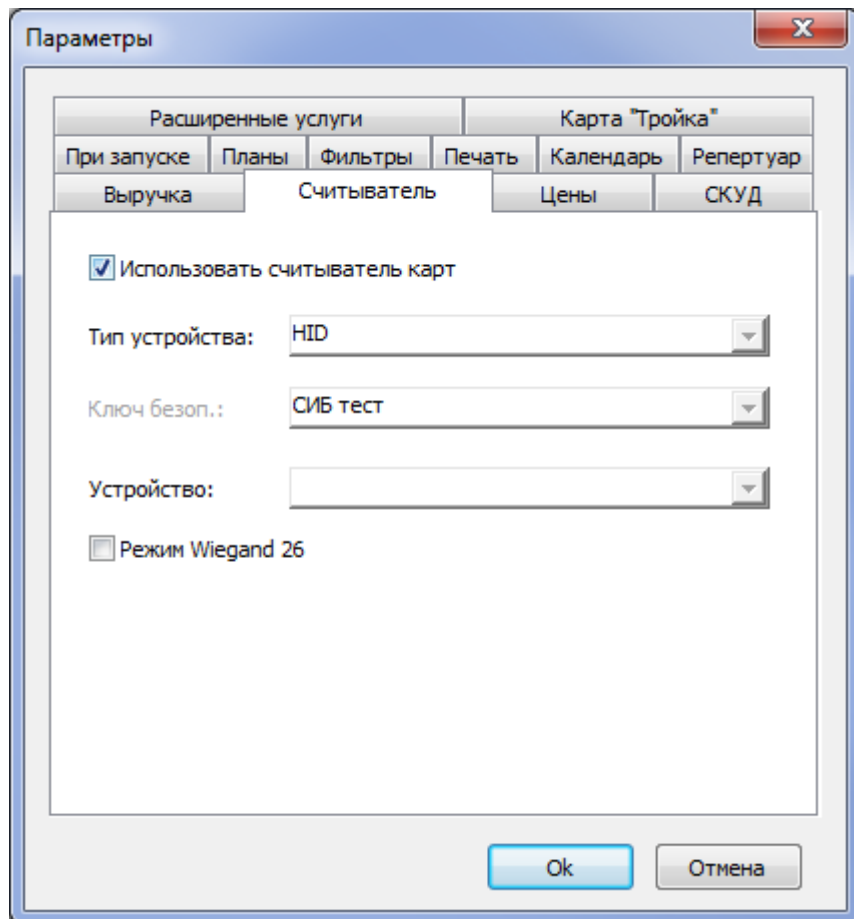 Параметры
Расширенные услуги Карта "Тройка"
При запуске Планы Фильтры Печать Календарь Репертуар
Выручка Считыватель Цены СКУД
Использовать считыватель карт
Тип устройства: HID
Ключ безоп.: СИБ тест
Устройство:
Режим Wiegand 26
Ok Отмена